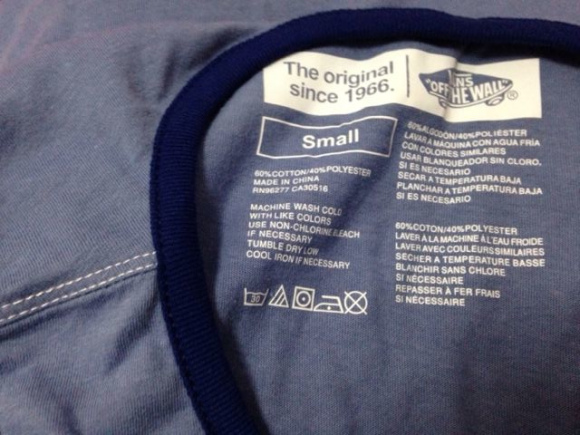 The original
since 1966.
VANS
"OFF THE WALL"
Small
60%COTTON/40%POLYESTER
MADE IN CHINA
RN96277 CA30516
MACHINE WASH COLD
WITH LIKE COLORS
USE NON-CHLORINE BLEACH
IF NECESSARY
TUMBLE DRY LOW
COOL IRON IF NECESSARY
30
60%ALGODÓN/40%POLIÉSTER
LAVAR A MÁQUINA CON AGUA FRÍA
CON COLORES SIMILARES
USAR BLANQUEADOR SIN CLORO.
SI ES NECESARIO
SECAR A TEMPERATURA BAJA
PLANCHAR A TEMPERATURA BAJA
SI ES NECESARIO
60%COTON/40%POLYESTER
LAVER À LA MACHINE À L'EAU FROIDE
LAVER AVEC COULEURS SIMILAIRES
SÉCHER À TEMPÉRATURE BASSE
BLANCHIR SANS CHLORE
SI NÉCESSAIRE
REPASSER À FER FRAIS
SI NÉCESSAIRE